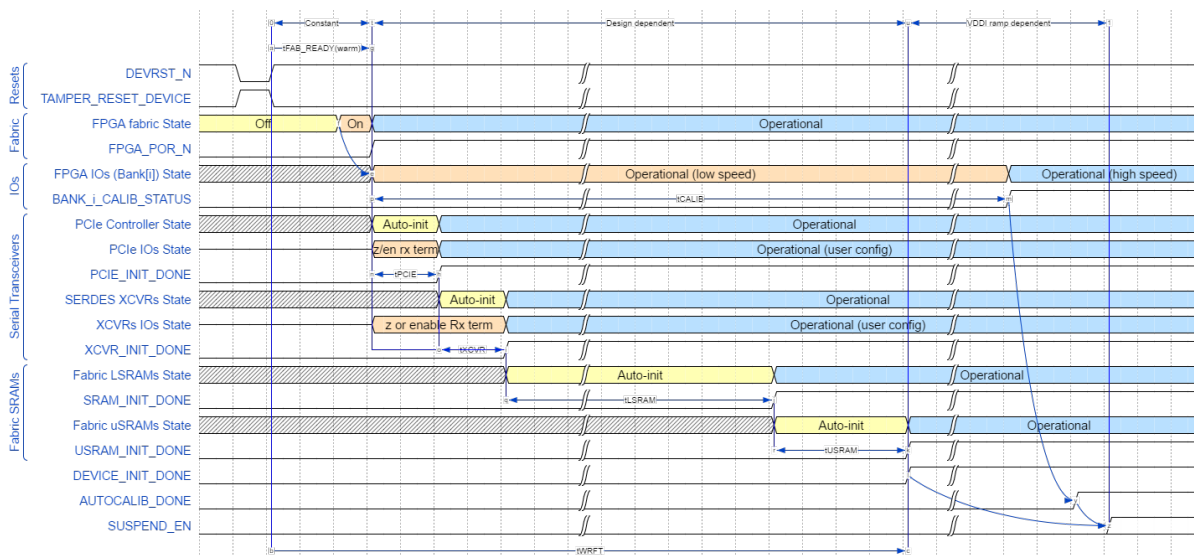 Constant
Design dependent
VDDI ramp dependent
tFAB_READY(warm)
Resets
DEVRST_N
TAMPER_RESET_DEVICE
Fabric
FPGA fabric State
Off
On
Operational
FPGA_POR_N
IOs
FPGA IOs (Bank[i]) State
Operational (low speed)
Operational (high speed)
BANK_i_CALIB_STATUS
tCALIB
Serial Transceivers
PCIe Controller State
Auto-init
Operational
PCIe IOs State
z/en rx term
Operational (user config)
PCIE_INIT_DONE
tPCIE
SERDES XCVRs State
Auto-init
Operational
XCVRs IOs State
z or enable Rx term
Operational (user config)
XCVR_INIT_DONE
tXCVR
Fabric SRAMs
Fabric LSRAMs State
Auto-init
Operational
SRAM_INIT_DONE
tLSRAM
Fabric uSRAMs State
Auto-init
Operational
USRAM_INIT_DONE
tUSRAM
DEVICE_INIT_DONE
AUTOCALIB_DONE
SUSPEND_EN
tWRFT